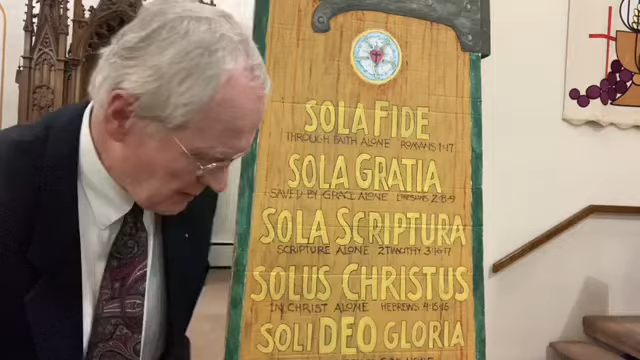 SOLA FIDE
THROUGH FAITH ALONE ROMANS 1:17
SOLA GRATIA
SAVED BY GRACE ALONE EPHESIANS 2:8-9
SOLA SCRIPTURA
SCRIPTURE ALONE 2 TIMOTHY 3:16-17
SOLUS CHRISTUS
IN CHRIST ALONE HEBREWS 4:15-16
SOLI DEO GLORIA